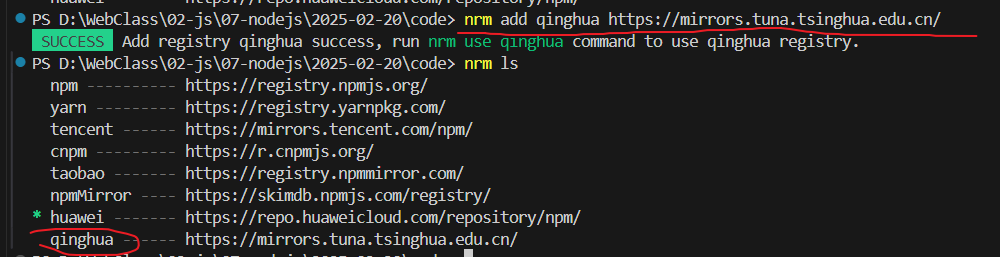 huawei ------- https://repo.huaweicloud.com/repository/npm/
PS D:\WebClass\02-js\07-nodejs\2025-02-20\code> nrm add qinghua https://mirrors.tuna.tsinghua.edu.cn/
SUCCESS Add registry qinghua success, run nrm use qinghua command to use qinghua registry.
PS D:\WebClass\02-js\07-nodejs\2025-02-20\code> nrm ls
npm ---------- https://registry.npmjs.org/
yarn --------- https://registry.yarnpkg.com/
tencent ------ https://mirrors.tencent.com/npm/
cnpm --------- https://r.cnpmjs.org/
taobao ------- https://registry.npmmirror.com/
npmMirror ---- https://skimdb.npmjs.com/registry/
* huawei ------- https://repo.huaweicloud.com/repository/npm/
qinghua ------ https://mirrors.tuna.tsinghua.edu.cn/
PS D:\WebClass\02-js\07-nodejs\2025-02-20\code>